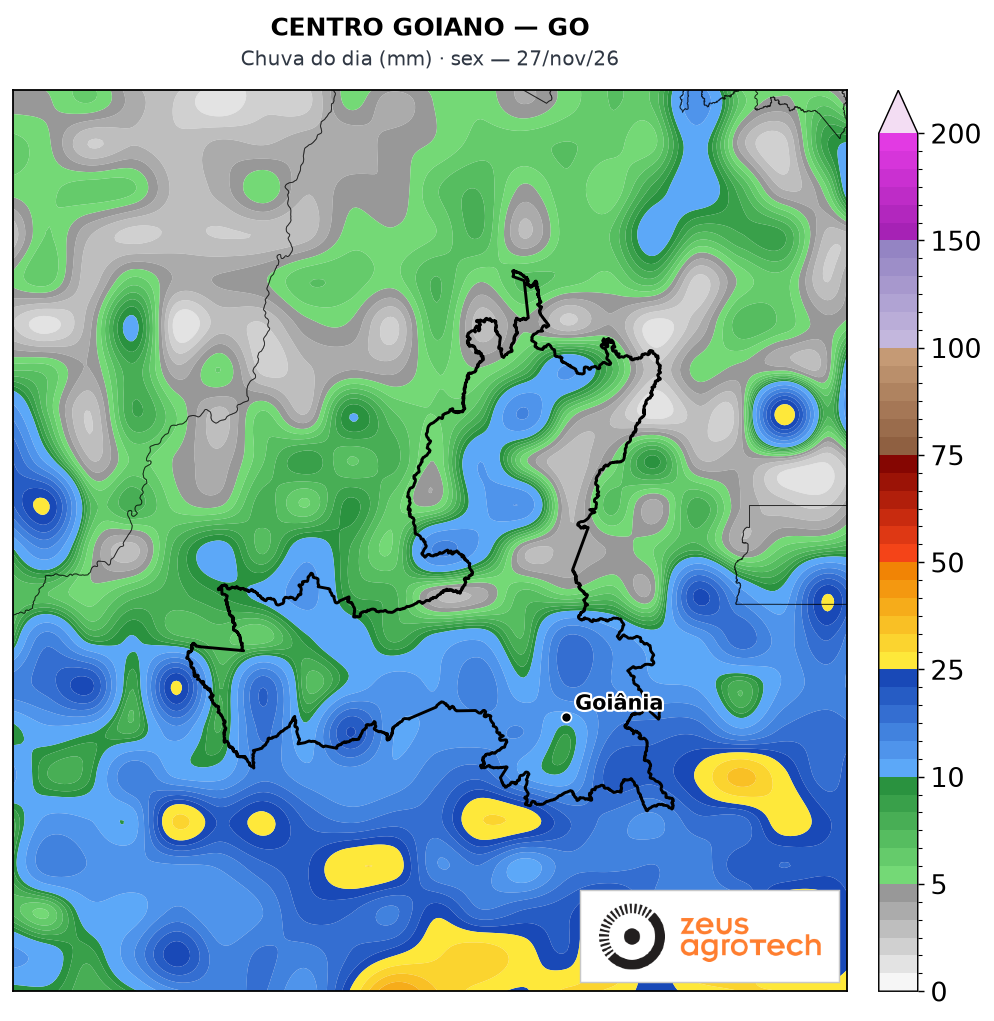 CENTRO GOIANO — GO
Chuva do dia (mm) · sex — 27/nov/26
200
150
100
75
50
25
10
5
0
Goiânia
zeus
agrotech